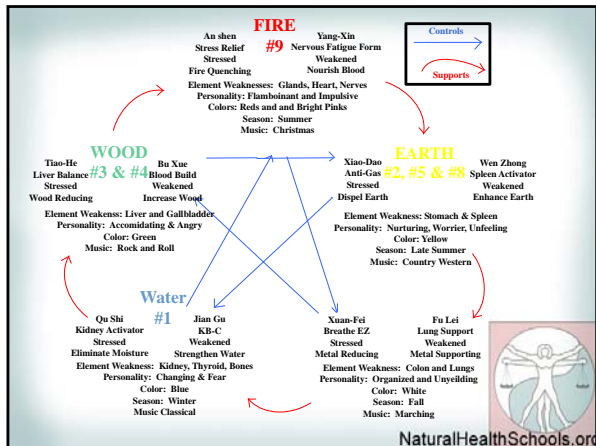 FIRE
#9
An shen
Stress Relief
Stressed
Fire Quenching
Yang-Xin
Nervous Fatigue Form
Weakened
Nourish Blood
Element Weaknesses: Glands, Heart, Nerves
Personality: Flamboinant and Impulsive
Colors: Reds and and Bright Pinks
Season: Summer
Music: Christmas
Controls
Supports
WOOD
#3 & #4
Tiao-He
Liver Balance
Stressed
Wood Reducing
Bu Xue
Blood Build
Weakened
Increase Wood
Element Weakenss: Liver and Gallbladder
Personality: Accomidating & Angry
Color: Green
Music: Rock and Roll
EARTH
#2, #5 & #8
Xiao-Dao
Anti-Gas
Stressed
Dispel Earth
Wen Zhong
Spleen Activator
Weakened
Enhance Earth
Element Weakness: Stomach & Spleen
Personality: Nurturing, Worrier, Unfeeling
Color: Yellow
Season: Late Summer
Music: Country Western
Water
#1
Qu Shi
Kidney Activator
Stressed
Eliminate Moisture
Jian Gu
KB-C
Weakened
Strengthen Water
Element Weakness: Kidney, Thyroid, Bones
Personality: Changing & Fear
Color: Blue
Season: Winter
Music Classical
Xuan-Fei
Breathe EZ
Stressed
Metal Reducing
Fu Lei
Lung Support
Weakened
Metal Supporting
Element Weakness: Colon and Lungs
Personality: Organized and Unyeilding
Color: White
Season: Fall
Music: Marching
NaturalHealthSchools.org